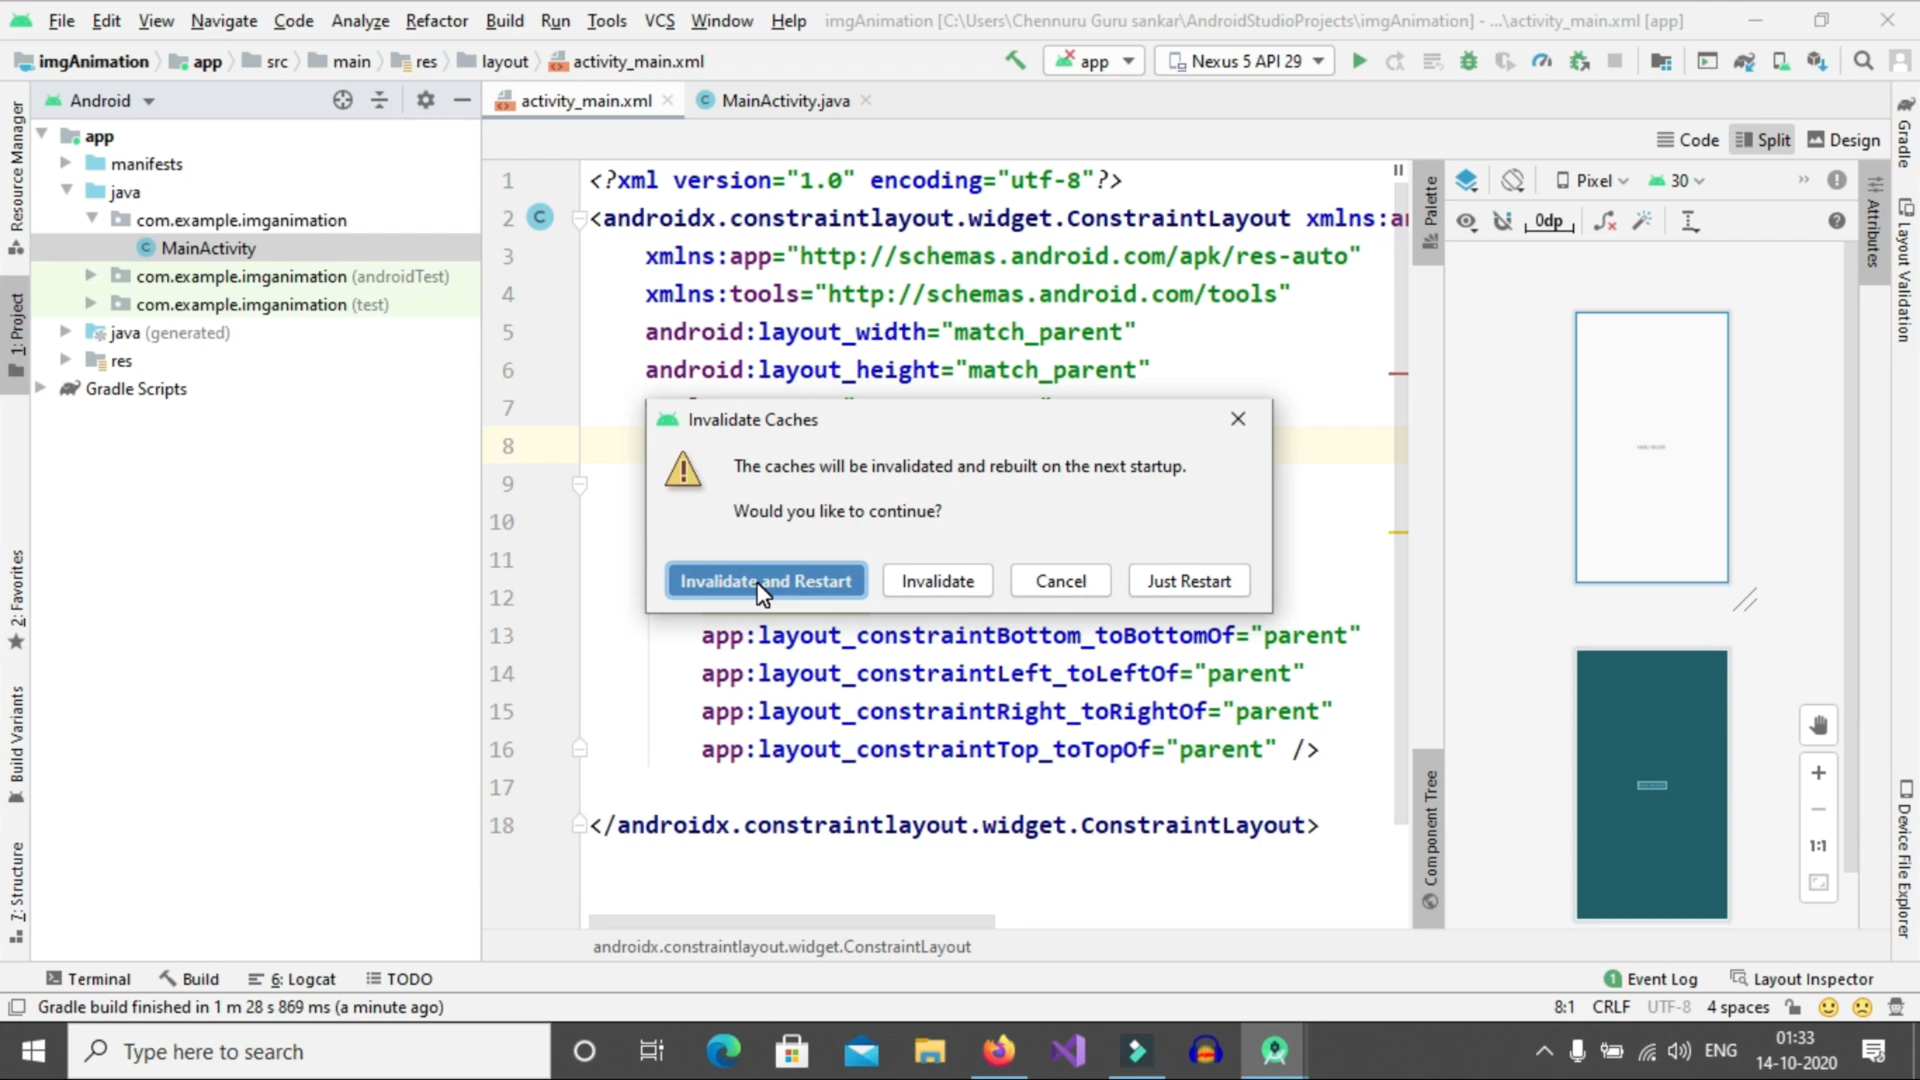 File Edit View Navigate Code Analyze Refactor Build Run Tools VCS Window Help imgAnimation [C:\Users\Chennuru Guru sankar\AndroidStudioProjects\imgAnimation] - ...\activity_main.xml [app]
imgAnimation app src main res layout activity_main.xml app Nexus 5 API 29
Android
activity_main.xml MainActivity.java
Code Split Design
app
manifests
java
com.example.imganimation
MainActivity
com.example.imganimation (androidTest)
com.example.imganimation (test)
java (generated)
res
Gradle Scripts
Resource Manager
1: Project
2: Favorites
Build Variants
7: Structure
1 <?xml version="1.0" encoding="utf-8"?>
2 C <androidx.constraintlayout.widget.ConstraintLayout xmlns:a
3 xmlns:app="http://schemas.android.com/apk/res-auto"
4 xmlns:tools="http://schemas.android.com/tools"
5 android:layout_width="match_parent"
6 android:layout_height="match_parent"
7
8
9
10
11
12
13 app:layout_constraintBottom_toBottomOf="parent"
14 app:layout_constraintLeft_toLeftOf="parent"
15 app:layout_constraintRight_toRightOf="parent"
16 app:layout_constraintTop_toTopOf="parent" />
17
18 </androidx.constraintlayout.widget.ConstraintLayout>
androidx.constraintlayout.widget.ConstraintLayout
Invalidate Caches
The caches will be invalidated and rebuilt on the next startup.
Would you like to continue?
Invalidate and Restart Invalidate Cancel Just Restart
Palette
Component Tree
Pixel 30 »
0dp
1:1
Attributes
Gradle
Layout Validation
Device File Explorer
Terminal Build 6: Logcat TODO 1 Event Log Layout Inspector
Gradle build finished in 1 m 28 s 869 ms (a minute ago) 8:1 CRLF UTF-8 4 spaces
Type here to search
ENG
01:33
14-10-2020